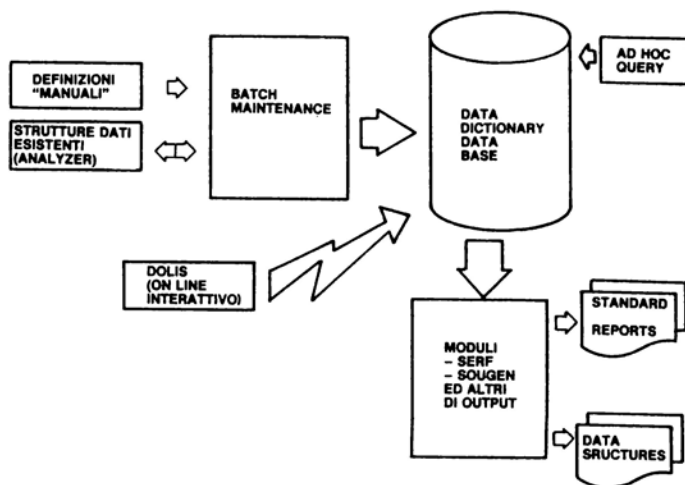 DEFINIZIONI
"MANUALI"
STRUTTURE DATI
ESISTENTI
(ANALYZER)
BATCH
MAINTENANCE
DATA
DICTIONARY
DATA
BASE
AD HOC
QUERY
DOLIS
(ON LINE
INTERATTIVO)
MODULI
– SERF
– SOUGEN
ED ALTRI
DI OUTPUT
STANDARD
REPORTS
DATA
SRUCTURES